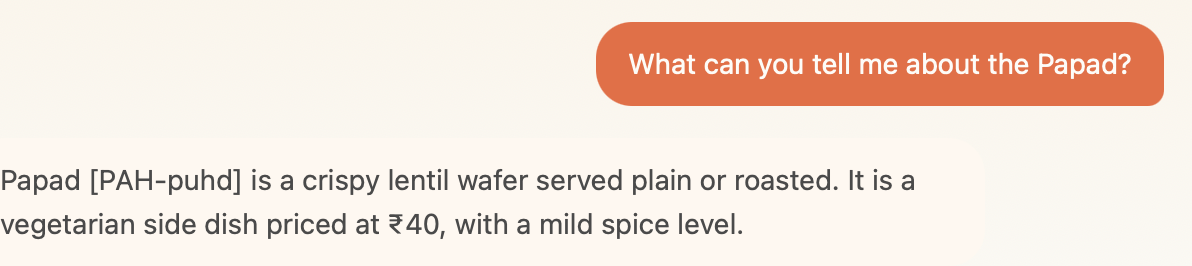 What can you tell me about the Papad?
Papad [PAH-puhd] is a crispy lentil wafer served plain or roasted. It is a
vegetarian side dish priced at ₹40, with a mild spice level.